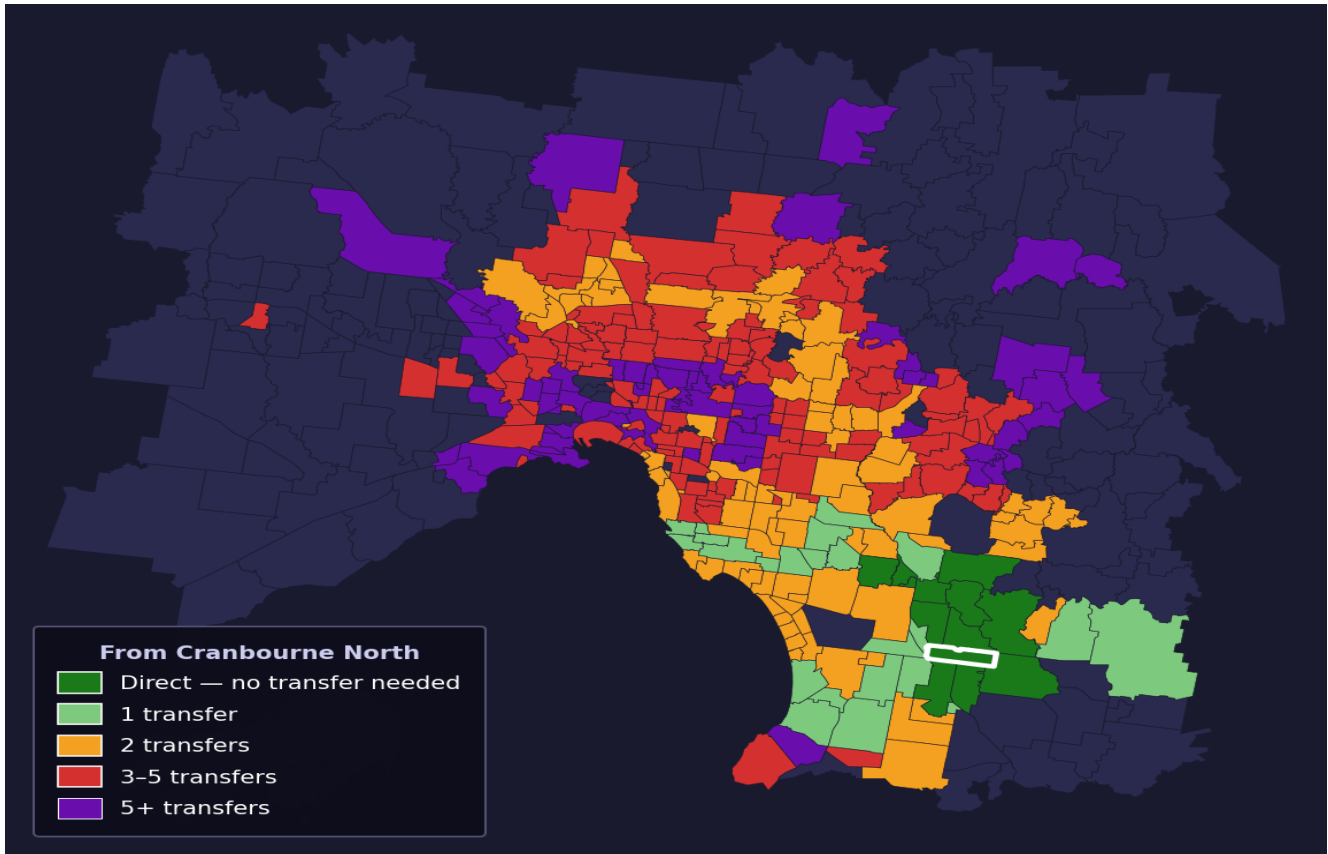 From Cranbourne North
Direct — no transfer needed
1 transfer
2 transfers
3–5 transfers
5+ transfers